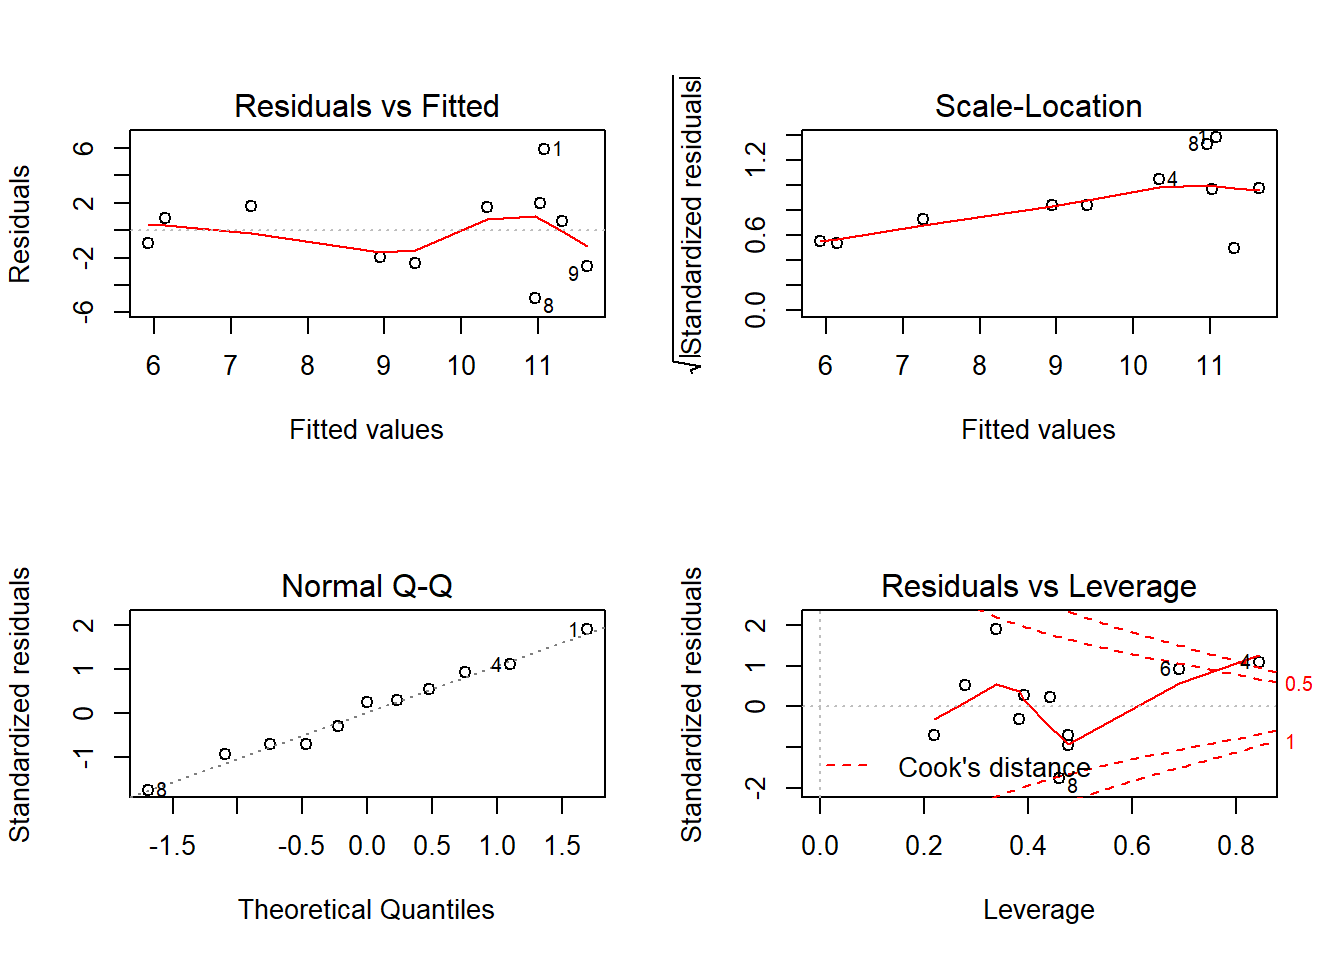 Residuals vs Fitted
Residuals
6
2
-2
-6
1
9
8
6 7 8 9 10 11
Fitted values
Scale-Location
√|Standardized residuals|
1.2
0.6
0.0
1
8
4
6 7 8 9 10 11
Fitted values
Normal Q-Q
Standardized residuals
2
1
0
-1
1
4
8
-1.5 -0.5 0.0 0.5 1.0 1.5
Theoretical Quantiles
Residuals vs Leverage
Standardized residuals
2
1
0
-2
6
4
0.5
1
Cook's distance
8
0.0 0.2 0.4 0.6 0.8
Leverage